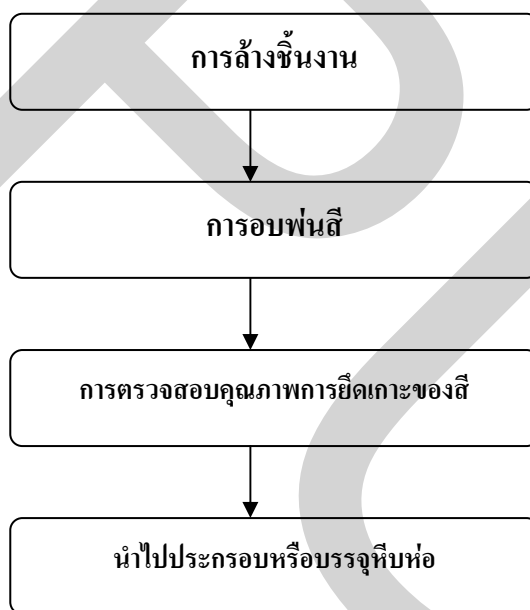 การล้างชิ้นงาน
การอบพ่นสี
การตรวจสอบคุณภาพการยึดเกาะของสี
นำไปประกรอบหรือบรรจุหีบห่อ